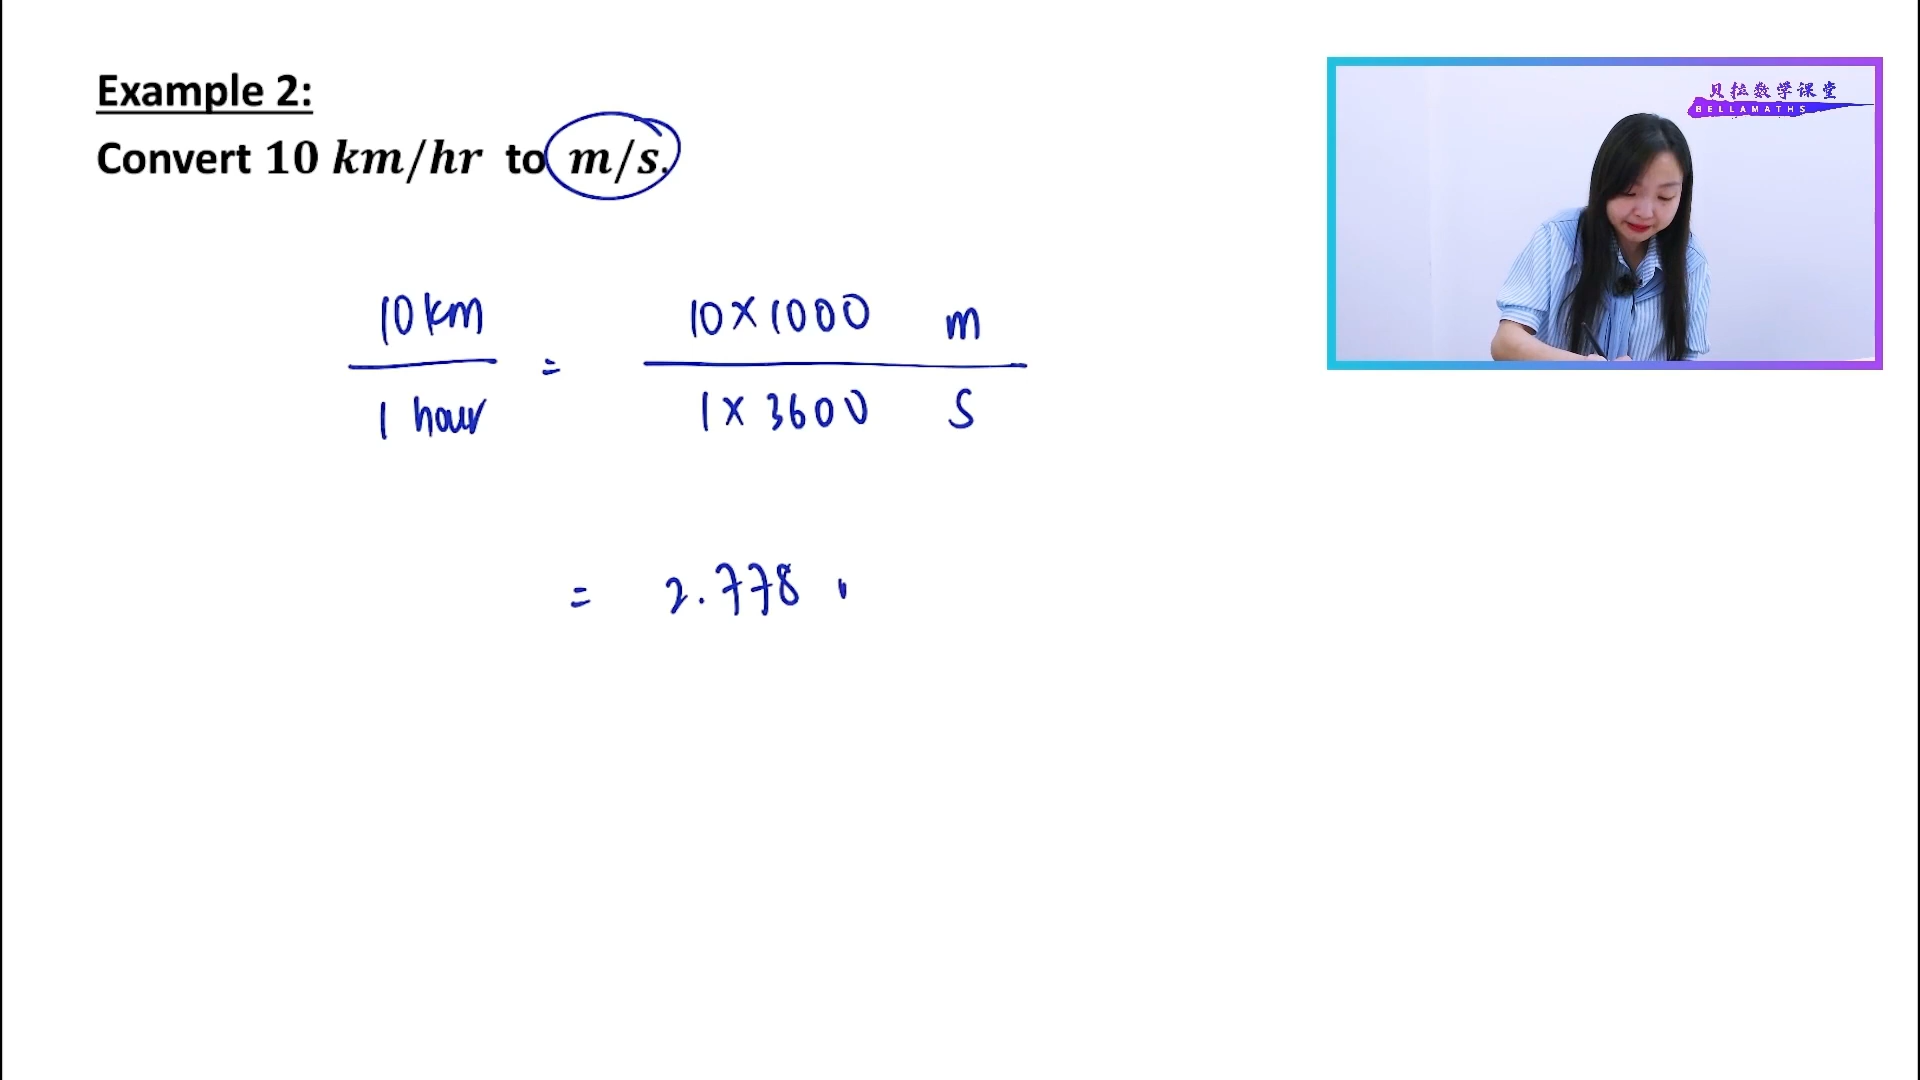 Example 2:
Convert 10 km/hr to m/s.
贝拉数学课堂
BELLAMATHS
10 km
1 hour
=
10 × 1000 m
1 × 3600 s
= 2.778